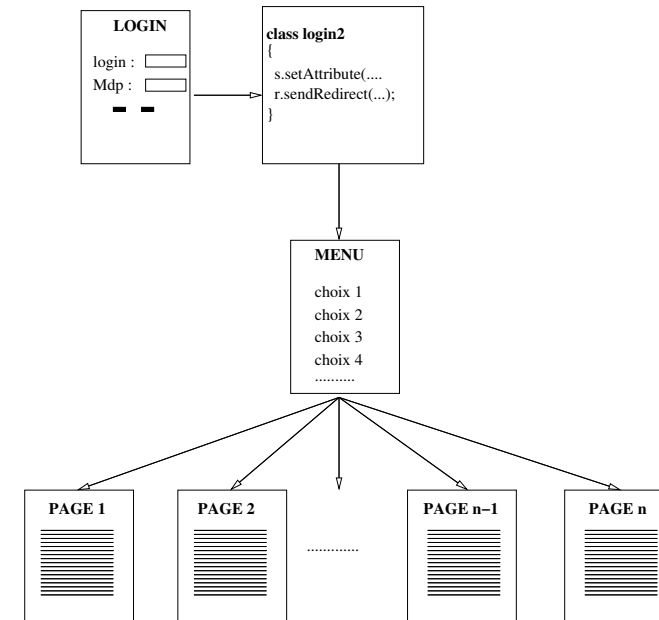 LOGIN
login :
Mdp :
class login2
{
s.setAttribute(....
r.sendRedirect(...);
}
MENU
choix 1
choix 2
choix 3
choix 4
..........
PAGE 1
PAGE 2
.............
PAGE n−1
PAGE n